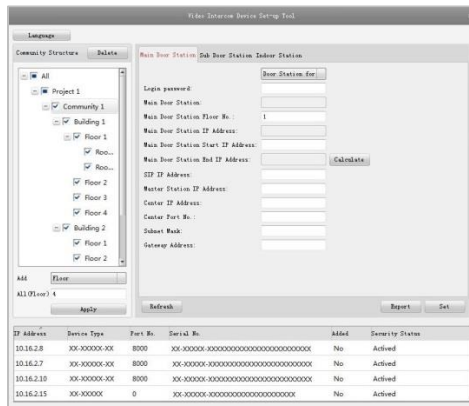 Video Intercom Device Set-up Tool
Language
Community Structure
Delete
All
Project 1
Community 1
Building 1
Floor 1
Roo...
Roo...
Floor 2
Floor 3
Floor 4
Building 2
Floor 1
Floor 2
Add Floor
All(Floor) 4
Apply
Main Door Station Sub Door Station Indoor Station
Door Station for
Login password:
Main Door Station:
Main Door Station Floor No.: 1
Main Door Station IP Address:
Main Door Station Start IP Address:
Main Door Station End IP Address: Calculate
SIP IP Address:
Master Station IP Address:
Center IP Address:
Center Port No.:
Subnet Mask:
Gateway Address:
Refresh Export Set
IP Address Device Type Port No. Serial No. Added Security Status
10.16.2.8 XX-XXXXX-XX 8000 No Actived
10.16.2.7 XX-XXXXX-XX 8000 No Actived
10.16.2.10 XX-XXXXX-XX 8000 No Actived
10.16.2.15 XX-XXXXX 0 No Actived